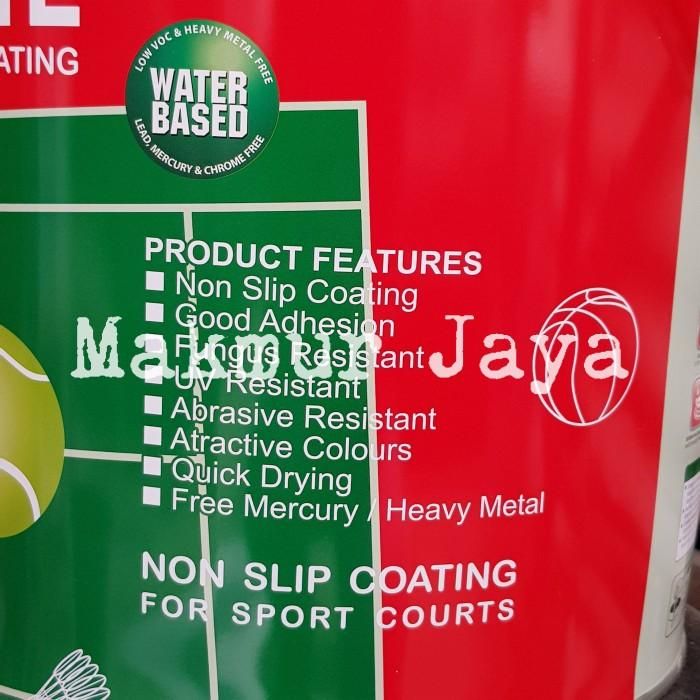 ATING
LOW VOC & HEAVY METAL FREE
WATER
BASED
LEAD, MERCURY & CHROME FREE
PRODUCT FEATURES
Non Slip Coating
Good Adhesion
Fungus Resistant
UV Resistant
Abrasive Resistant
Atractive Colours
Quick Drying
Free Mercury / Heavy Metal
Makmur Jaya
NON SLIP COATING
FOR SPORT COURTS